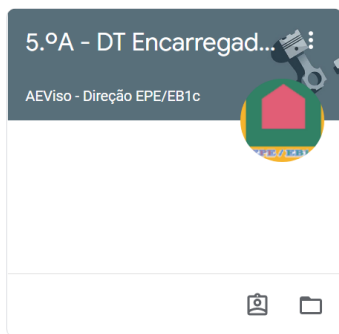 5.ºA - DT Encarregad...
AEViso - Direção EPE/EB1c